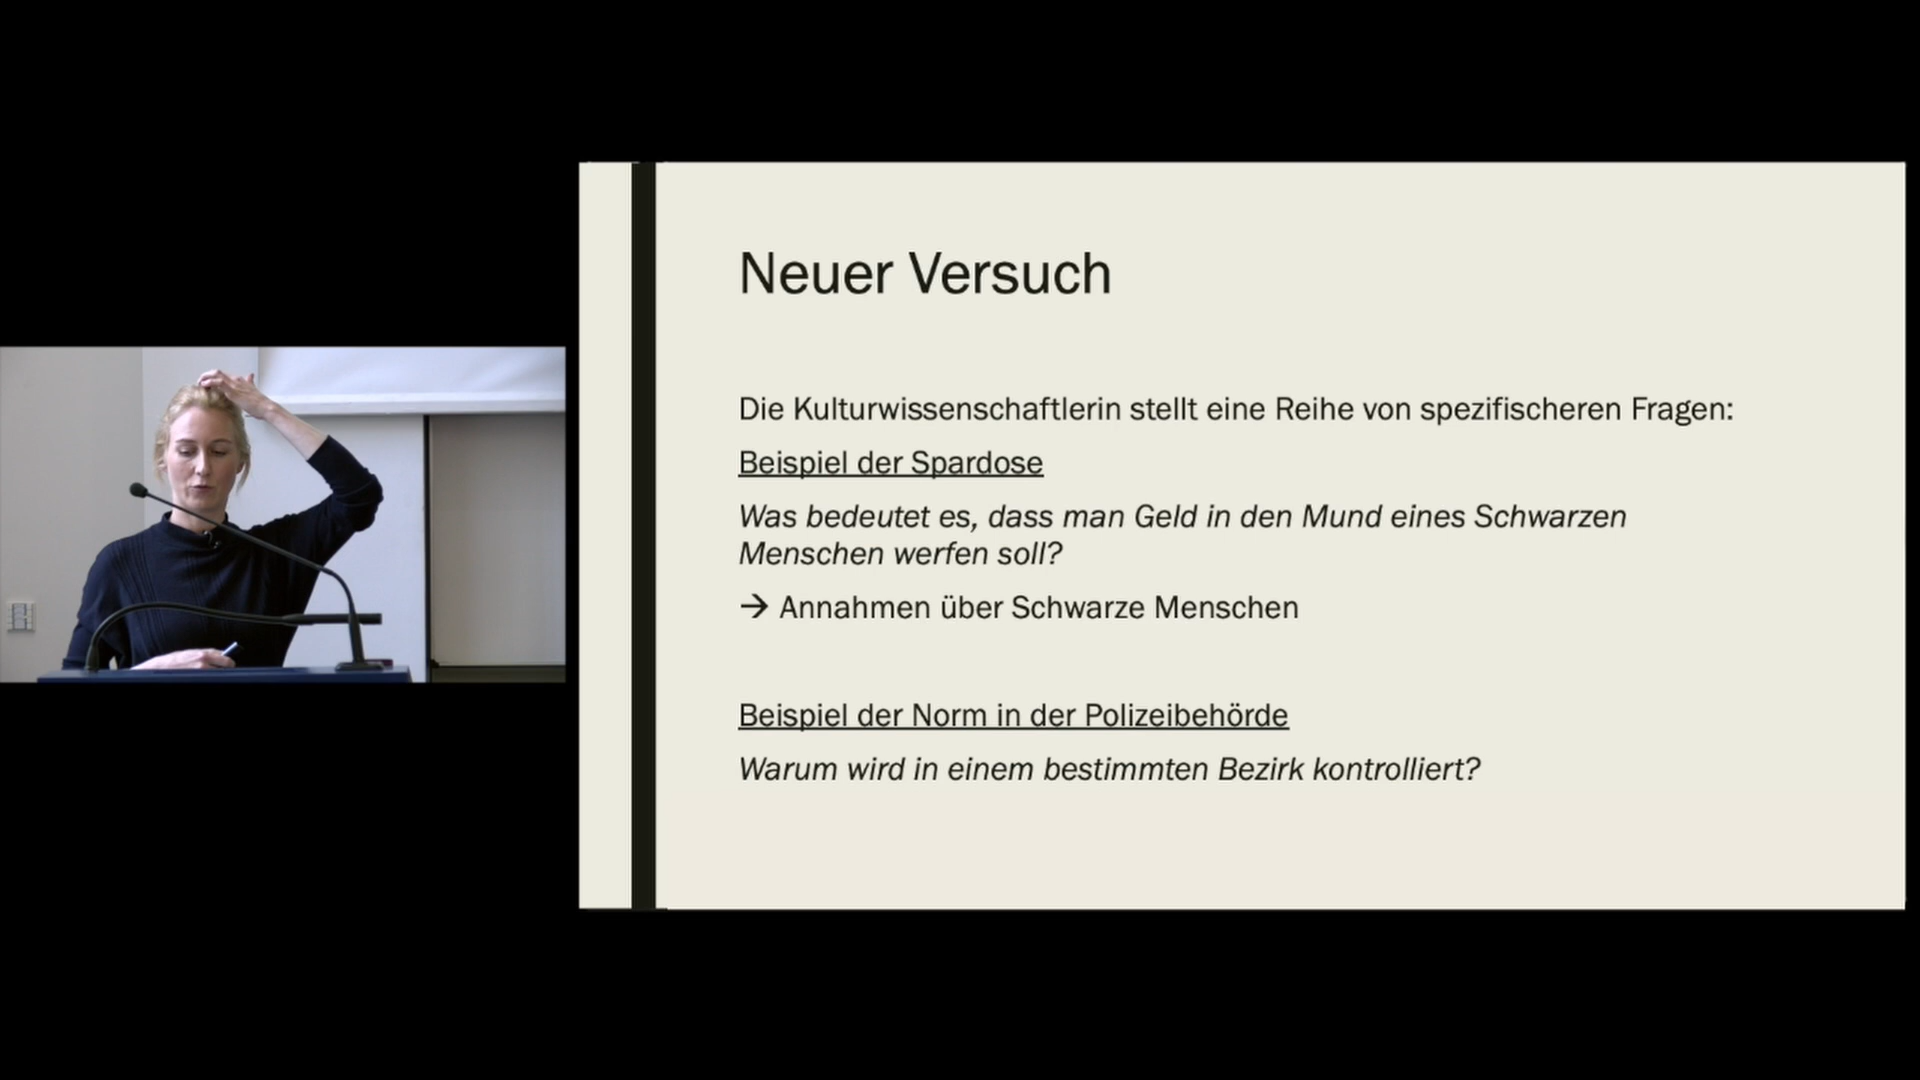 Neuer Versuch
Die Kulturwissenschaftlerin stellt eine Reihe von spezifischeren Fragen:
Beispiel der Spardose
Was bedeutet es, dass man Geld in den Mund eines Schwarzen
Menschen werfen soll?
→ Annahmen über Schwarze Menschen
Beispiel der Norm in der Polizeibehörde
Warum wird in einem bestimmten Bezirk kontrolliert?